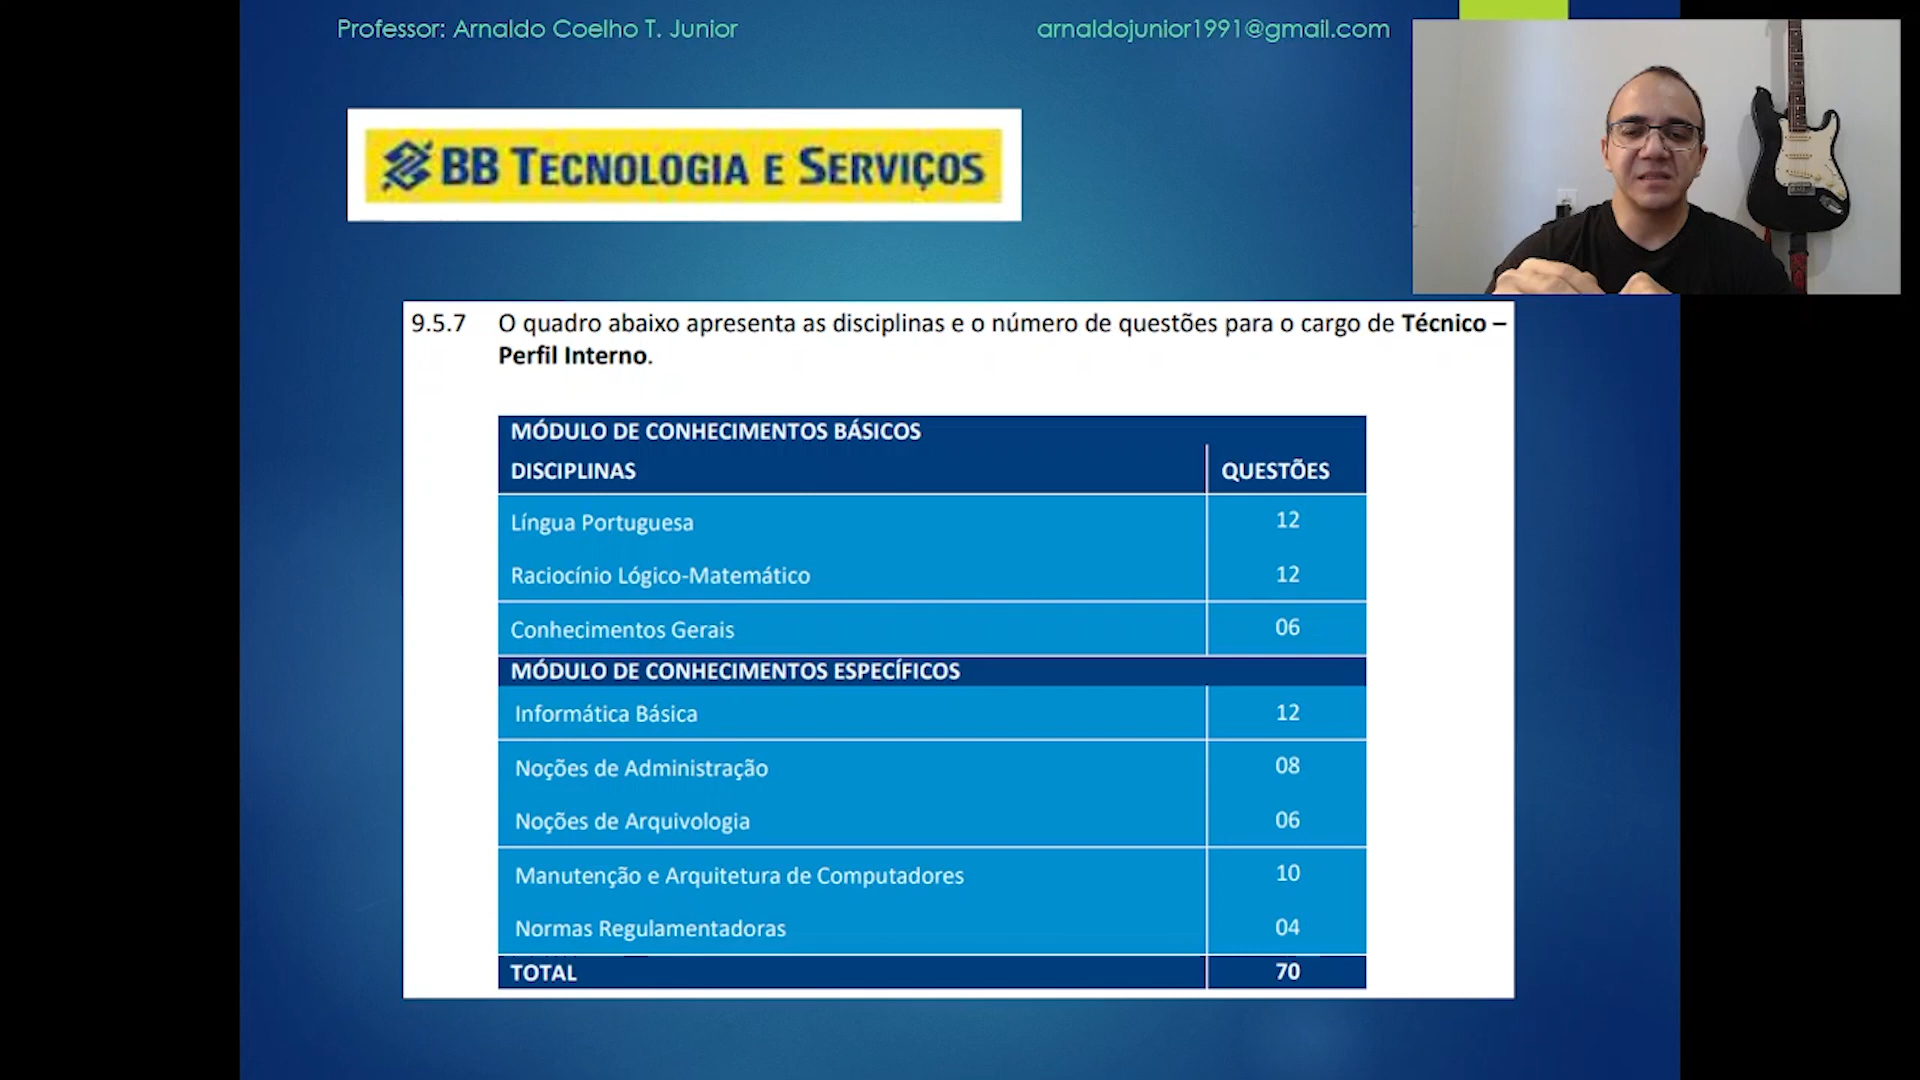 Professor: Arnaldo Coelho T. Junior
arnaldojunior1991@gmail.com
BB TECNOLOGIA E SERVIÇOS
9.5.7 O quadro abaixo apresenta as disciplinas e o número de questões para o cargo de Técnico –
Perfil Interno.
MÓDULO DE CONHECIMENTOS BÁSICOS
DISCIPLINAS QUESTÕES
Língua Portuguesa 12
Raciocínio Lógico-Matemático 12
Conhecimentos Gerais 06
MÓDULO DE CONHECIMENTOS ESPECÍFICOS
Informática Básica 12
Noções de Administração 08
Noções de Arquivologia 06
Manutenção e Arquitetura de Computadores 10
Normas Regulamentadoras 04
TOTAL 70